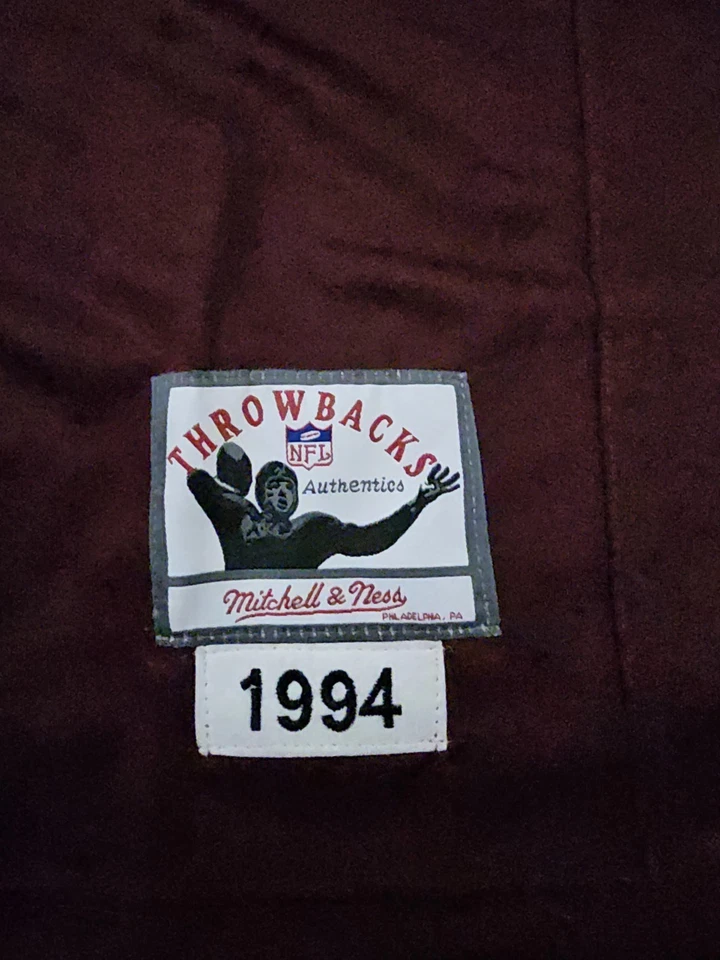 THROWBACKS
NFL
Authentics
Mitchell & Ness
PHILADELPHIA, PA
1994